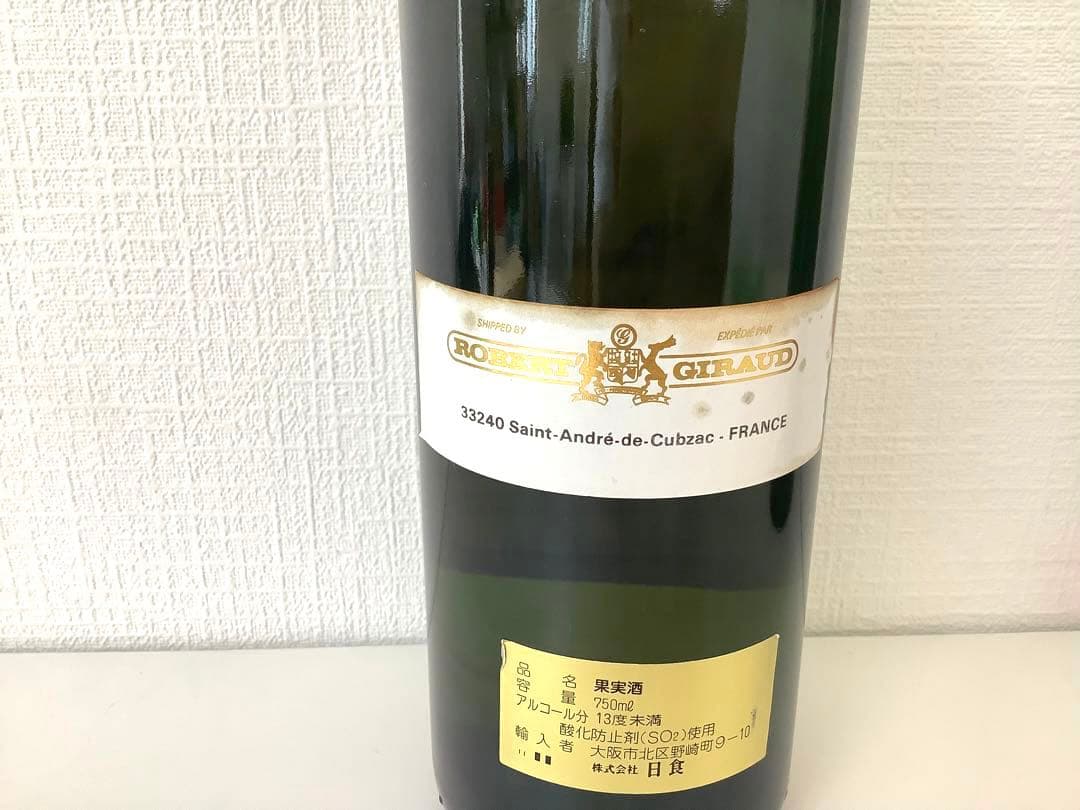 SHIPPED BY EXPÉDIÉ PAR
G
ROBERT GIRAUD
33240 Saint-André-de-Cubzac - FRANCE
品名 果実酒
容量 750mℓ
アルコール分 13度未満
酸化防止剤(SO2)使用
輸入者 大阪市北区野崎町9-10
株式会社 日食